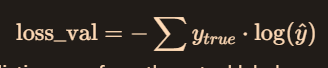 loss_val = − ∑ y_true · log(ŷ)